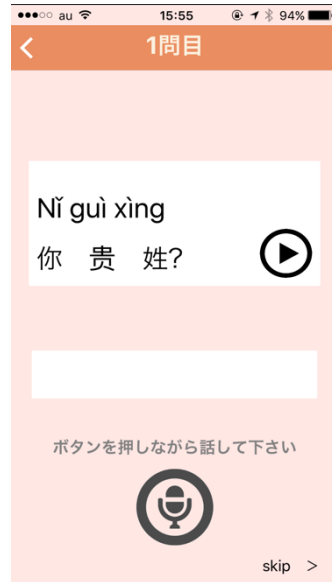 au 15:55 94%
1問目
Nǐ guì xìng
你 贵 姓?
ボタンを押しながら話して下さい
skip >